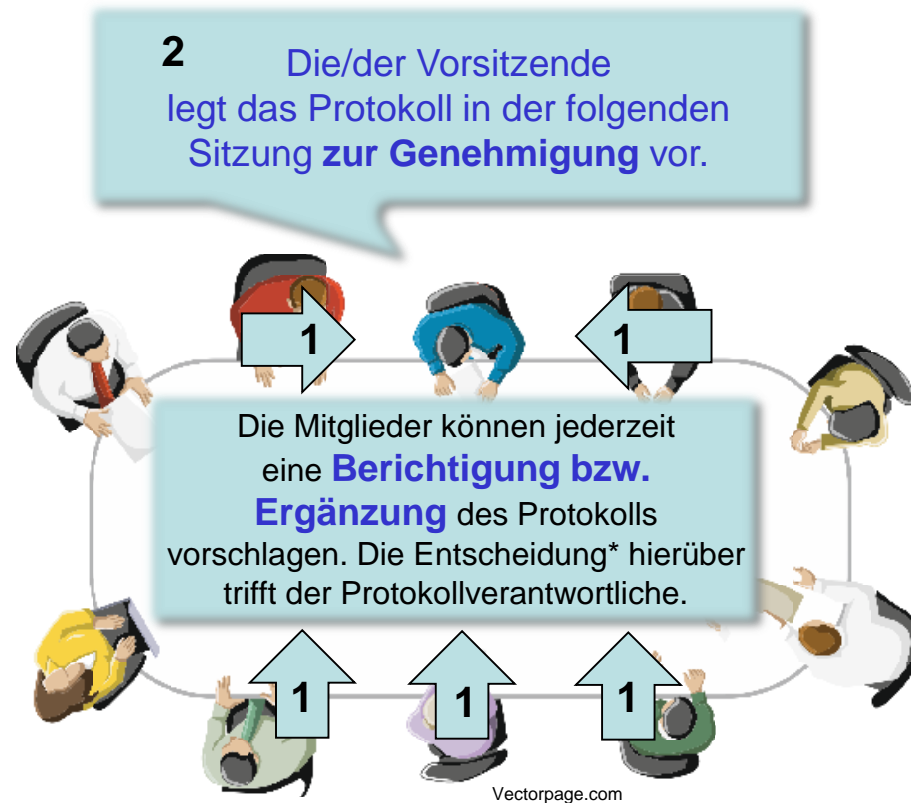 2
Die/der Vorsitzende
legt das Protokoll in der folgenden
Sitzung zur Genehmigung vor.
1
1
Die Mitglieder können jederzeit
eine Berichtigung bzw.
Ergänzung des Protokolls
vorschlagen. Die Entscheidung* hierüber
trifft der Protokollverantwortliche.
1
1
1
Vectorpage.com